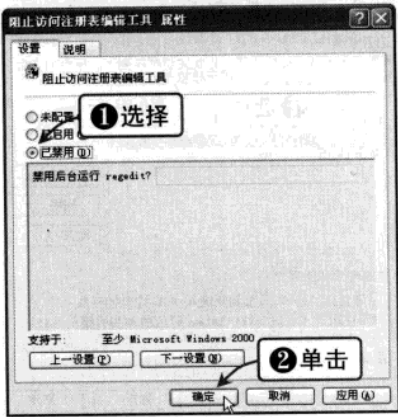 阻止访问注册表编辑工具 属性
设置 说明
阻止访问注册表编辑工具
未配置
❶选择
已启用
已禁用(D)
禁用后台运行 regedit?
支持于: 至少 Microsoft Windows 2000
上一设置(P) 下一设置(N)
❷单击
确定 取消 应用(A)